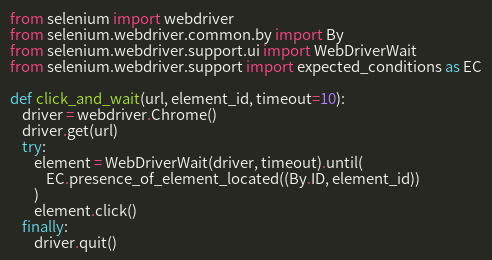 from selenium import webdriver
from selenium.webdriver.common.by import By
from selenium.webdriver.support.ui import WebDriverWait
from selenium.webdriver.support import expected_conditions as EC

def click_and_wait(url, element_id, timeout=10):
    driver = webdriver.Chrome()
    driver.get(url)
    try:
        element = WebDriverWait(driver, timeout).until(
            EC.presence_of_element_located((By.ID, element_id))
        )
        element.click()
    finally:
        driver.quit()